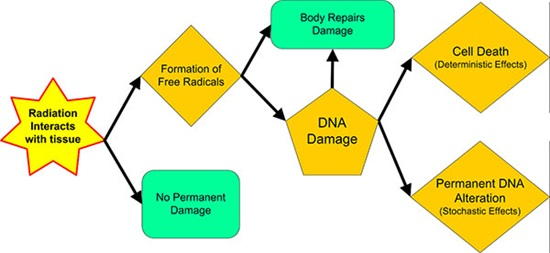 Radiation
Interacts
with tissue
Formation of
Free Radicals
No Permanent
Damage
Body Repairs
Damage
DNA
Damage
Cell Death
(Deterministic Effects)
Permanent DNA
Alteration
(Stochastic Effects)